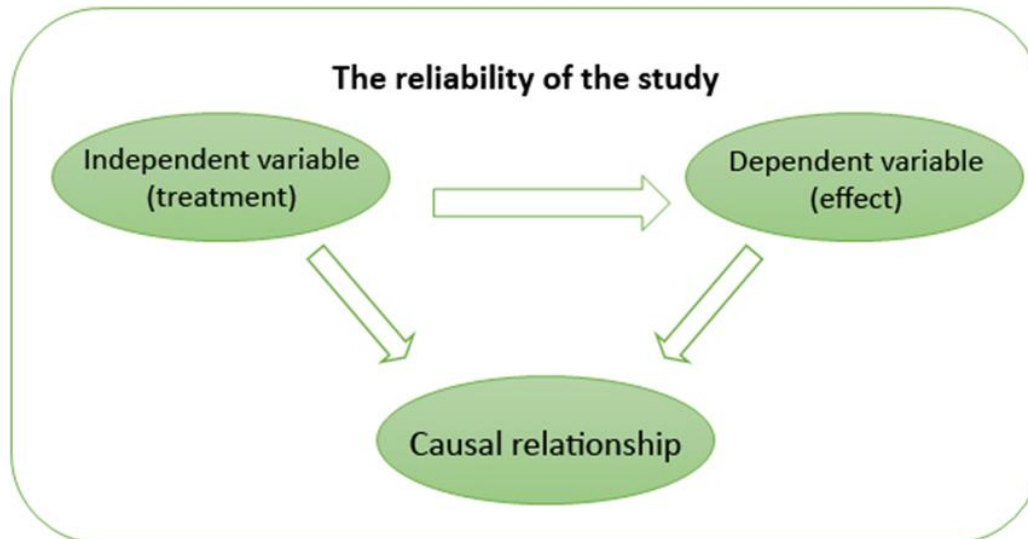 The reliability of the study
Independent variable
(treatment)
Dependent variable
(effect)
Causal relationship